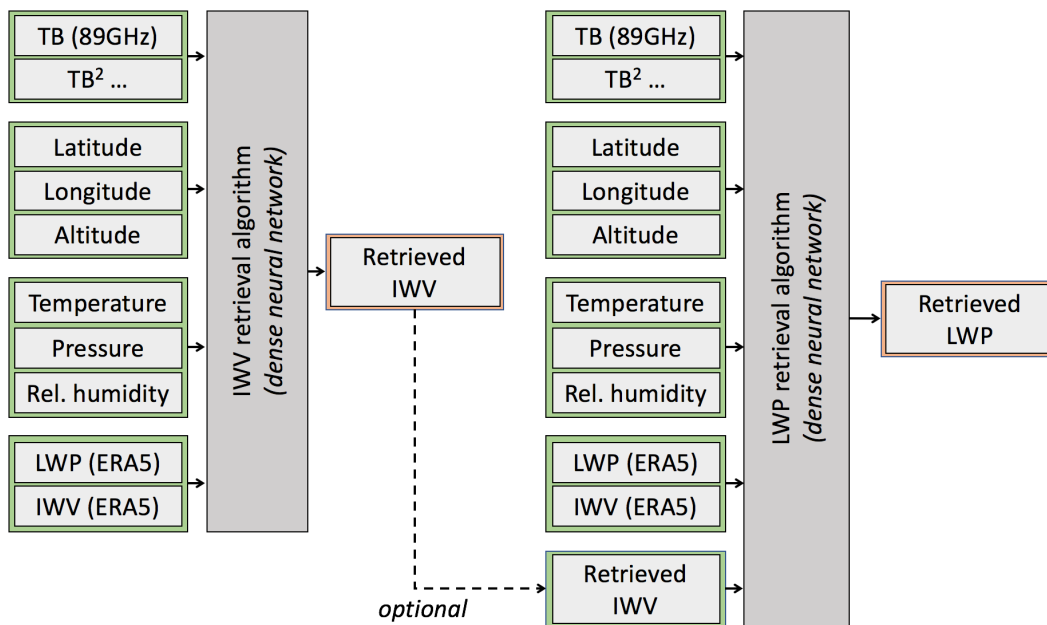 TB (89GHz)
TB² ...
Latitude
Longitude
Altitude
Temperature
Pressure
Rel. humidity
LWP (ERA5)
IWV (ERA5)
IWV retrieval algorithm
(dense neural network)
Retrieved
IWV
optional
TB (89GHz)
TB² ...
Latitude
Longitude
Altitude
Temperature
Pressure
Rel. humidity
LWP (ERA5)
IWV (ERA5)
Retrieved
IWV
LWP retrieval algorithm
(dense neural network)
Retrieved
LWP